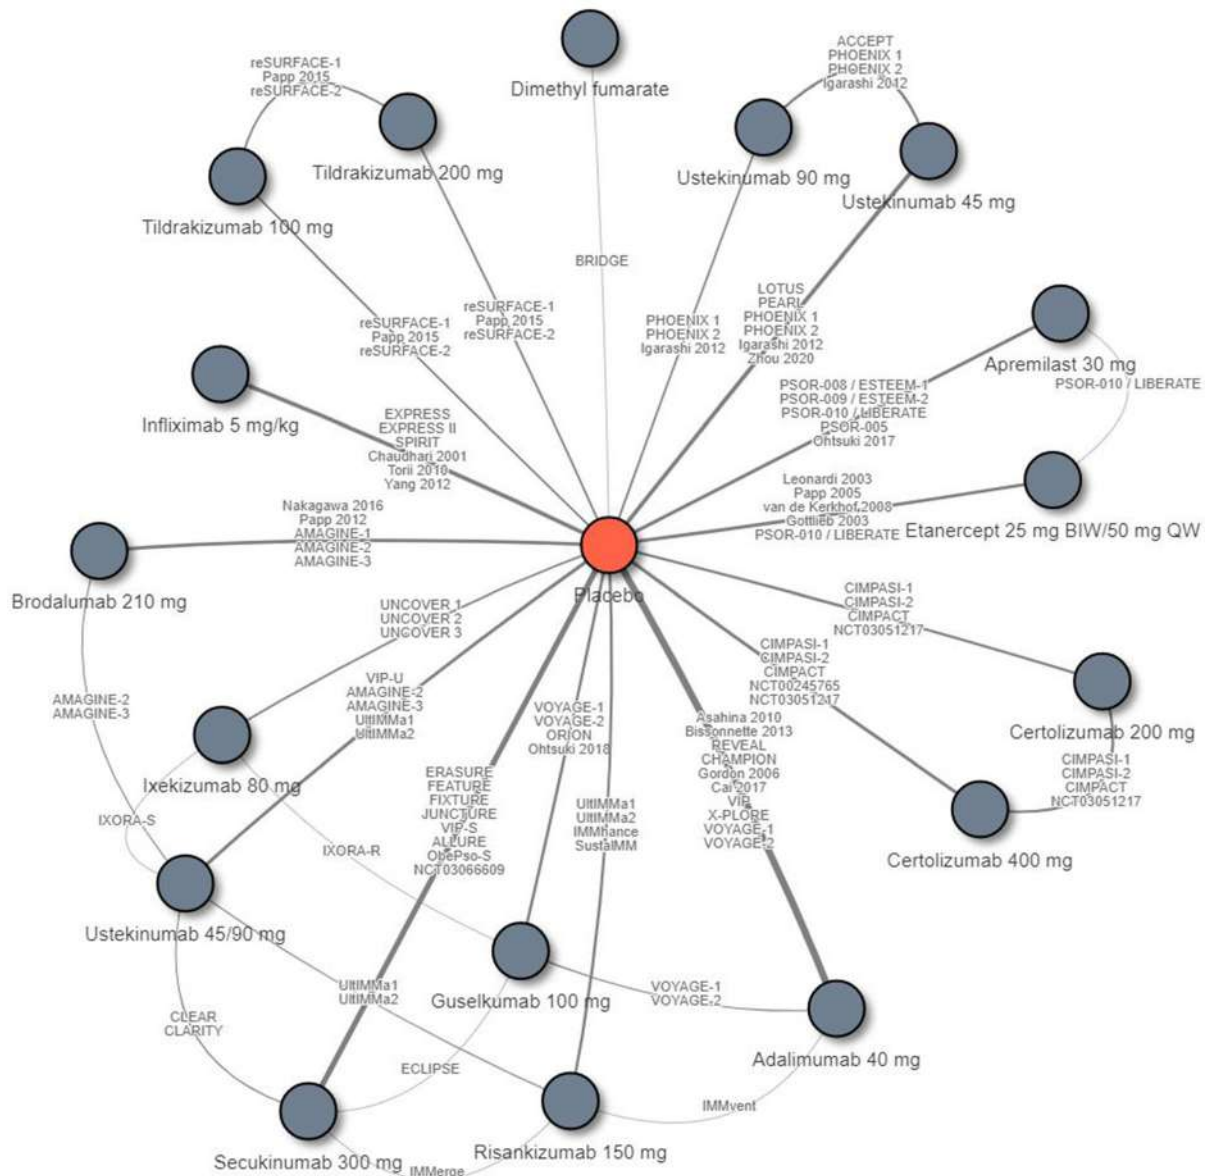 Dimethyl fumarate
ACCEPT
PHOENIX 1
PHOENIX 2
Igarashi 2012
reSURFACE-1
Papp 2015
reSURFACE-2
Tildrakizumab 200 mg
Ustekinumab 90 mg
Ustekinumab 45 mg
Tildrakizumab 100 mg
BRIDGE
reSURFACE-1
Papp 2015
reSURFACE-2
reSURFACE-1
Papp 2015
reSURFACE-2
PHOENIX 1
PHOENIX 2
Igarashi 2012
LOTUS
PEARL
PHOENIX 1
PHOENIX 2
Igarashi 2012
Zhou 2020
Apremilast 30 mg
PSOR-010 / LIBERATE
PSOR-008 / ESTEEM-1
PSOR-009 / ESTEEM-2
PSOR-010 / LIBERATE
PSOR-005
Ohtsuki 2017
Infliximab 5 mg/kg
EXPRESS
EXPRESS II
SPIRIT
Chaudhari 2001
Torii 2010
Yang 2012
Leonardi 2003
Papp 2005
van de Kerkhof 2008
Gottlieb 2003
PSOR-010 / LIBERATE
Etanercept 25 mg BIW/50 mg QW
Nakagawa 2016
Papp 2012
AMAGINE-1
AMAGINE-2
AMAGINE-3
Brodalumab 210 mg
Placebo
UNCOVER 1
UNCOVER 2
UNCOVER 3
CIMPASI-1
CIMPASI-2
CIMPACT
NCT03051217
CIMPASI-1
CIMPASI-2
CIMPACT
NCT00245765
NCT03051217
AMAGINE-2
AMAGINE-3
VIP-U
AMAGINE-2
AMAGINE-3
UltIMMa1
UltIMMa2
VOYAGE-1
VOYAGE-2
ORION
Ohtsuki 2018
Asahina 2010
Bissonnette 2013
REVEAL
CHAMPION
Gordon 2006
Cai 2017
VIP
X-PLORE
VOYAGE-1
VOYAGE-2
Certolizumab 200 mg
CIMPASI-1
CIMPASI-2
CIMPACT
NCT03051217
Ixekizumab 80 mg
ERASURE
FEATURE
FIXTURE
JUNCTURE
VIP-S
ALLURE
ObePso-S
NCT03066609
UltIMMa1
UltIMMa2
IMMhance
SustaIMM
IXORA-S
IXORA-R
Certolizumab 400 mg
Ustekinumab 45/90 mg
UltIMMa1
UltIMMa2
Guselkumab 100 mg
VOYAGE-1
VOYAGE-2
CLEAR
CLARITY
Adalimumab 40 mg
ECLIPSE
IMMvent
Risankizumab 150 mg
Secukinumab 300 mg
IMMerge